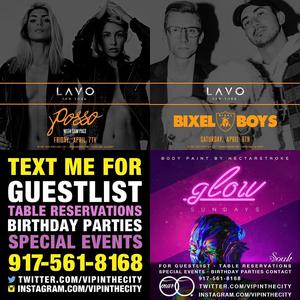 LAVO
NEW YORK
Posso
WITH SAM PACE
FRIDAY, APRIL 7TH
LAVO
NEW YORK
BIXEL BOYS
SATURDAY, APRIL 8TH
TEXT ME FOR
GUESTLIST
TABLE RESERVATIONS
BIRTHDAY PARTIES
SPECIAL EVENTS
917-561-8168
TWITTER.COM/VIPINTHECITY
INSTAGRAM.COM/VIPINTHECITY
BODY PAINT BY NECTARSTROKE
glow
SUNDAYS
FOR GUESTLIST - TABLE RESERVATIONS
SPECIAL EVENTS - BIRTHDAY PARTIES CONTACT
917-561-8168
TWITTER.COM/VIPINTHECITY
INSTAGRAM.COM/VIPINTHECITY